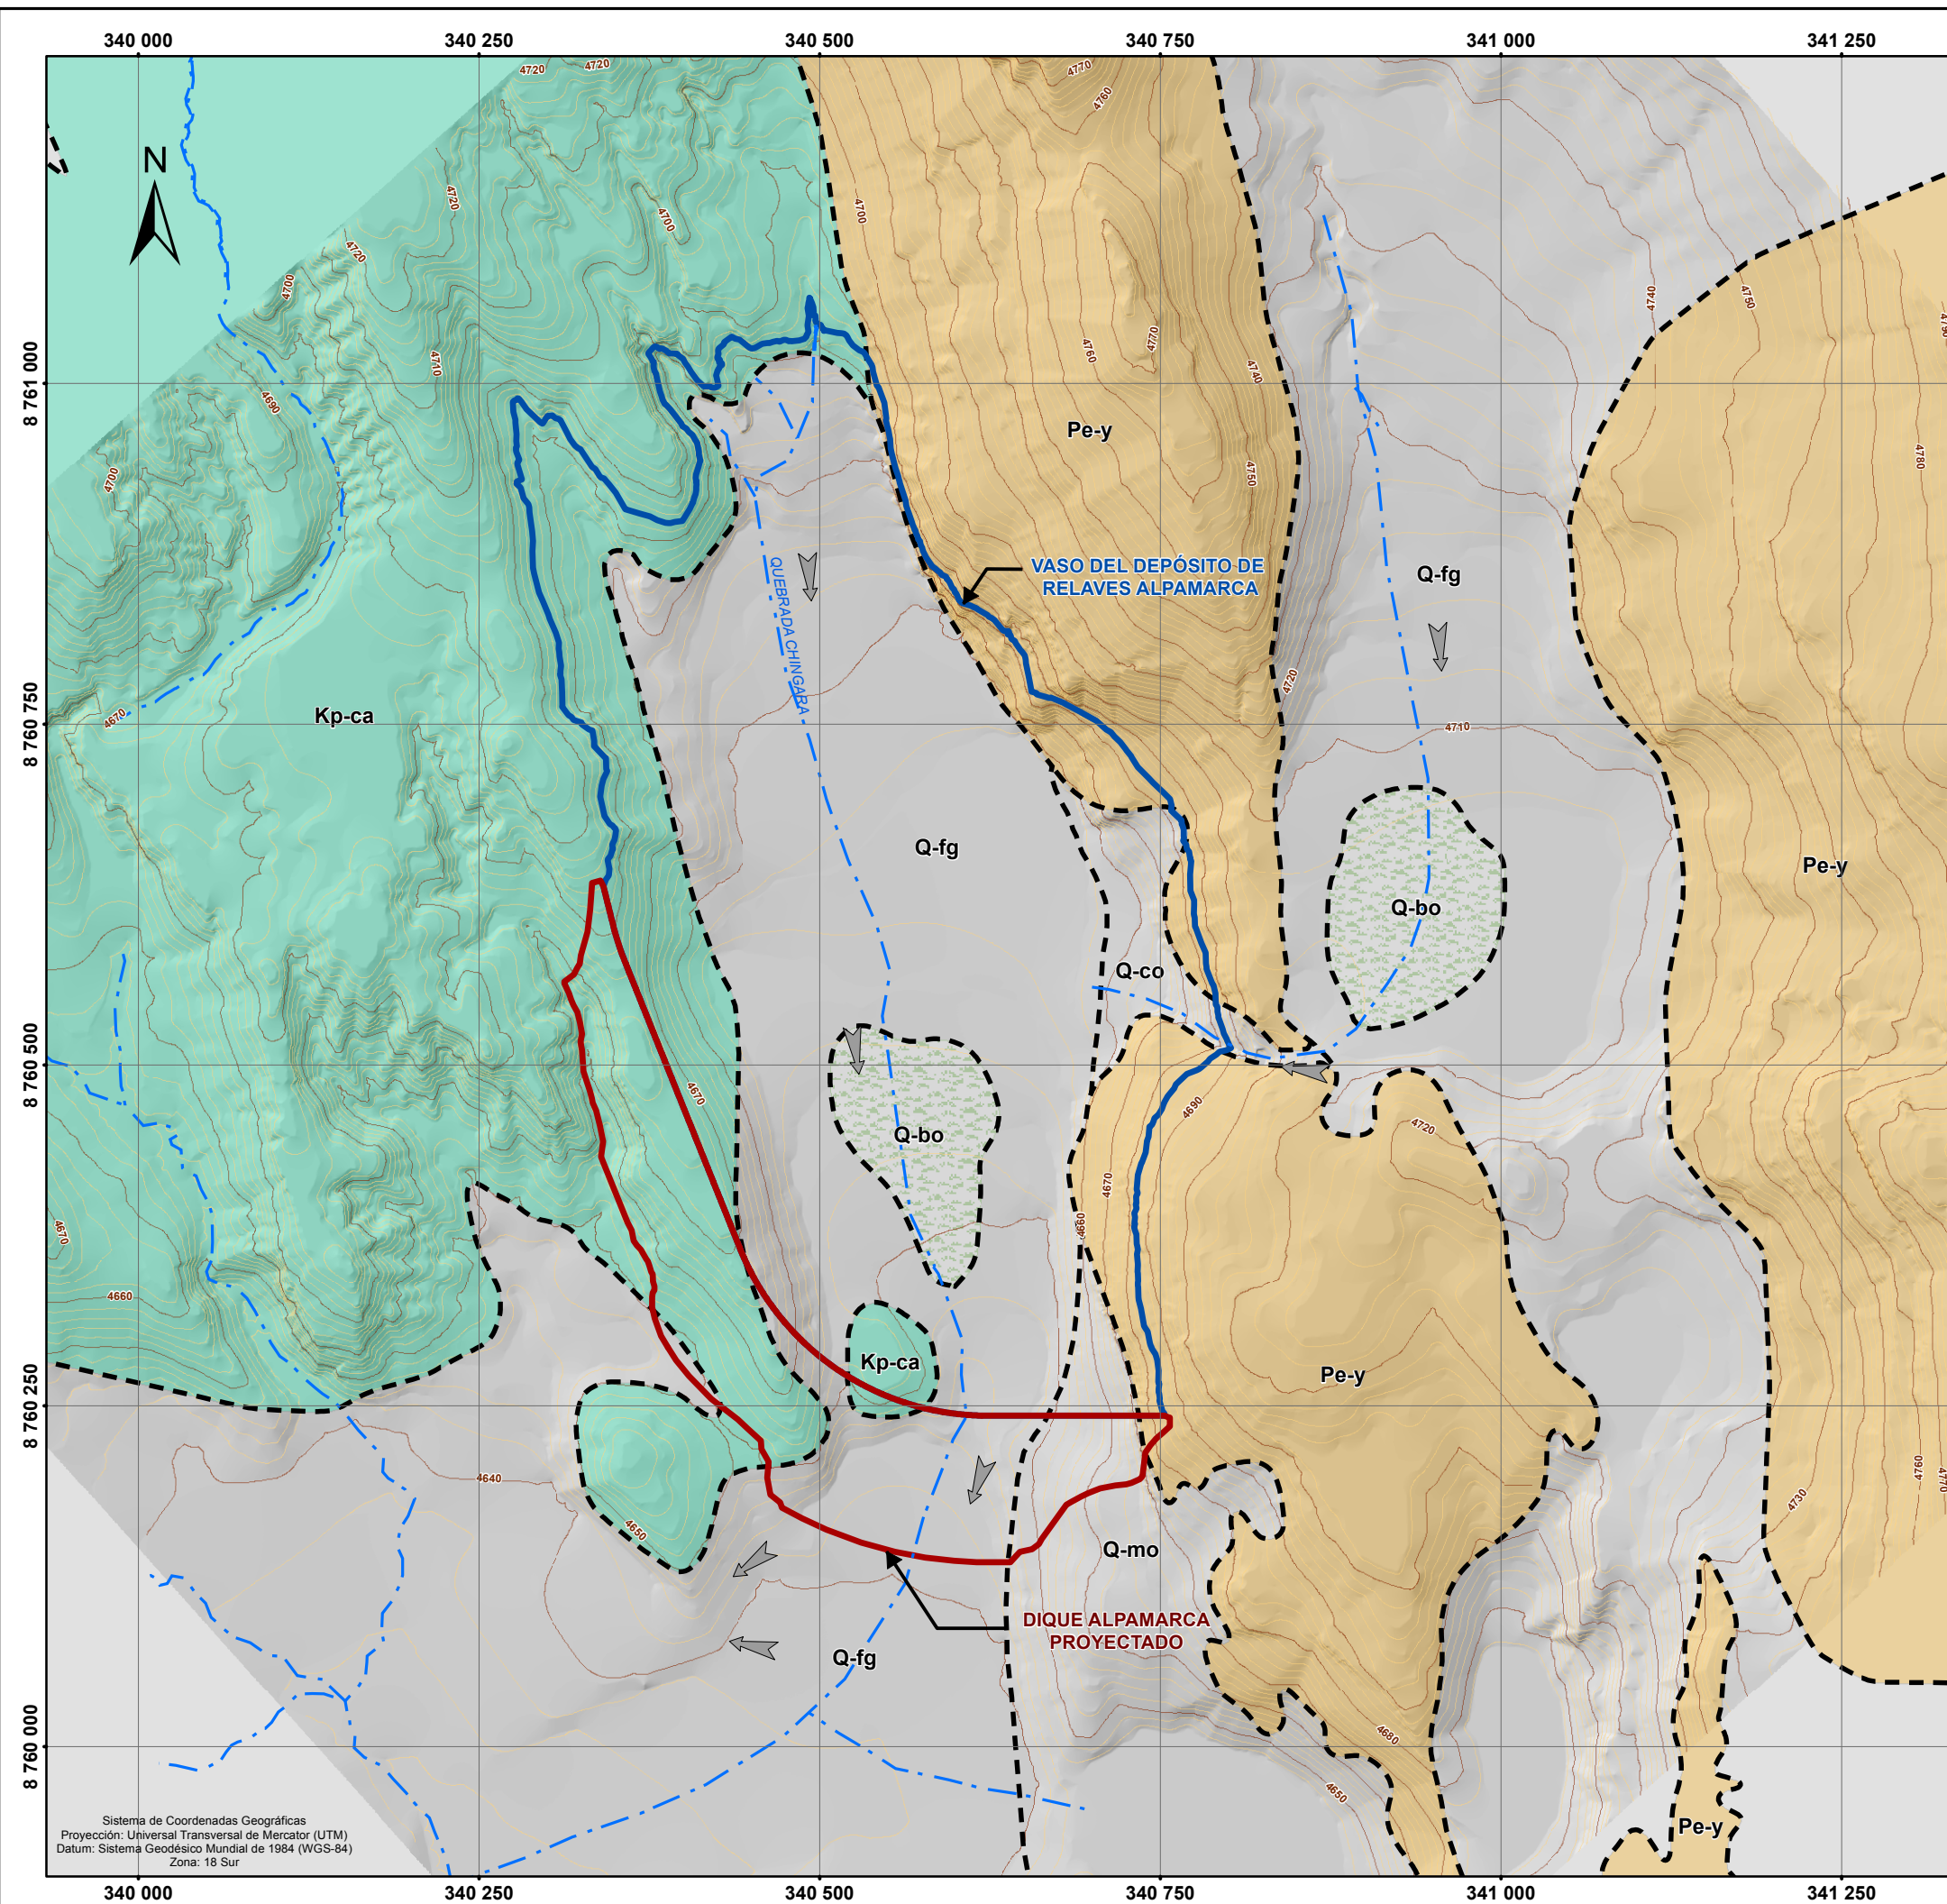 340 000 340 250 340 500 340 750 341 000 341 250
4720
4720
4770
4760
N
4720
4700
4700
4720
4700
4740
4750
4790
8 761 000
4710
4760
4770
4740
4690
Pe-y
4700
4750
4780
VASO DEL DEPÓSITO DE
RELAVES ALPAMARCA
QUEBRADA CHINGARA
Q-fg
4720
8 760 750
4670
Kp-ca
4710
Q-fg
Pe-y
Q-bo
Q-co
8 760 500
4670
4690
4720
Q-bo
4670
4660
4670
4660
Kp-ca
Pe-y
8 760 250
4640
4760
4770
4730
4650
Q-mo
DIQUE ALPAMARCA
PROYECTADO
Q-fg
4680
8 760 000
4650
Pe-y
Sistema de Coordenadas Geográficas
Proyección: Universal Transversal de Mercator (UTM)
Datum: Sistema Geodésico Mundial de 1984 (WGS-84)
Zona: 18 Sur
340 000 340 250 340 500 340 750 341 000 341 250